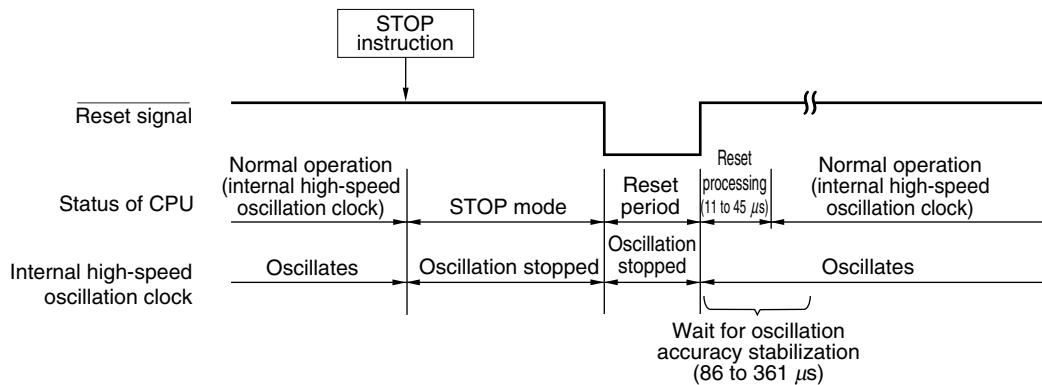 STOP
instruction
Reset signal
Normal operation
(internal high-speed
oscillation clock)
Status of CPU
STOP mode
Reset
period
Reset
processing
(11 to 45 μs)
Normal operation
(internal high-speed
oscillation clock)
Internal high-speed
oscillation clock
Oscillates
Oscillation stopped
Oscillation
stopped
Oscillates
Wait for oscillation
accuracy stabilization
(86 to 361 μs)